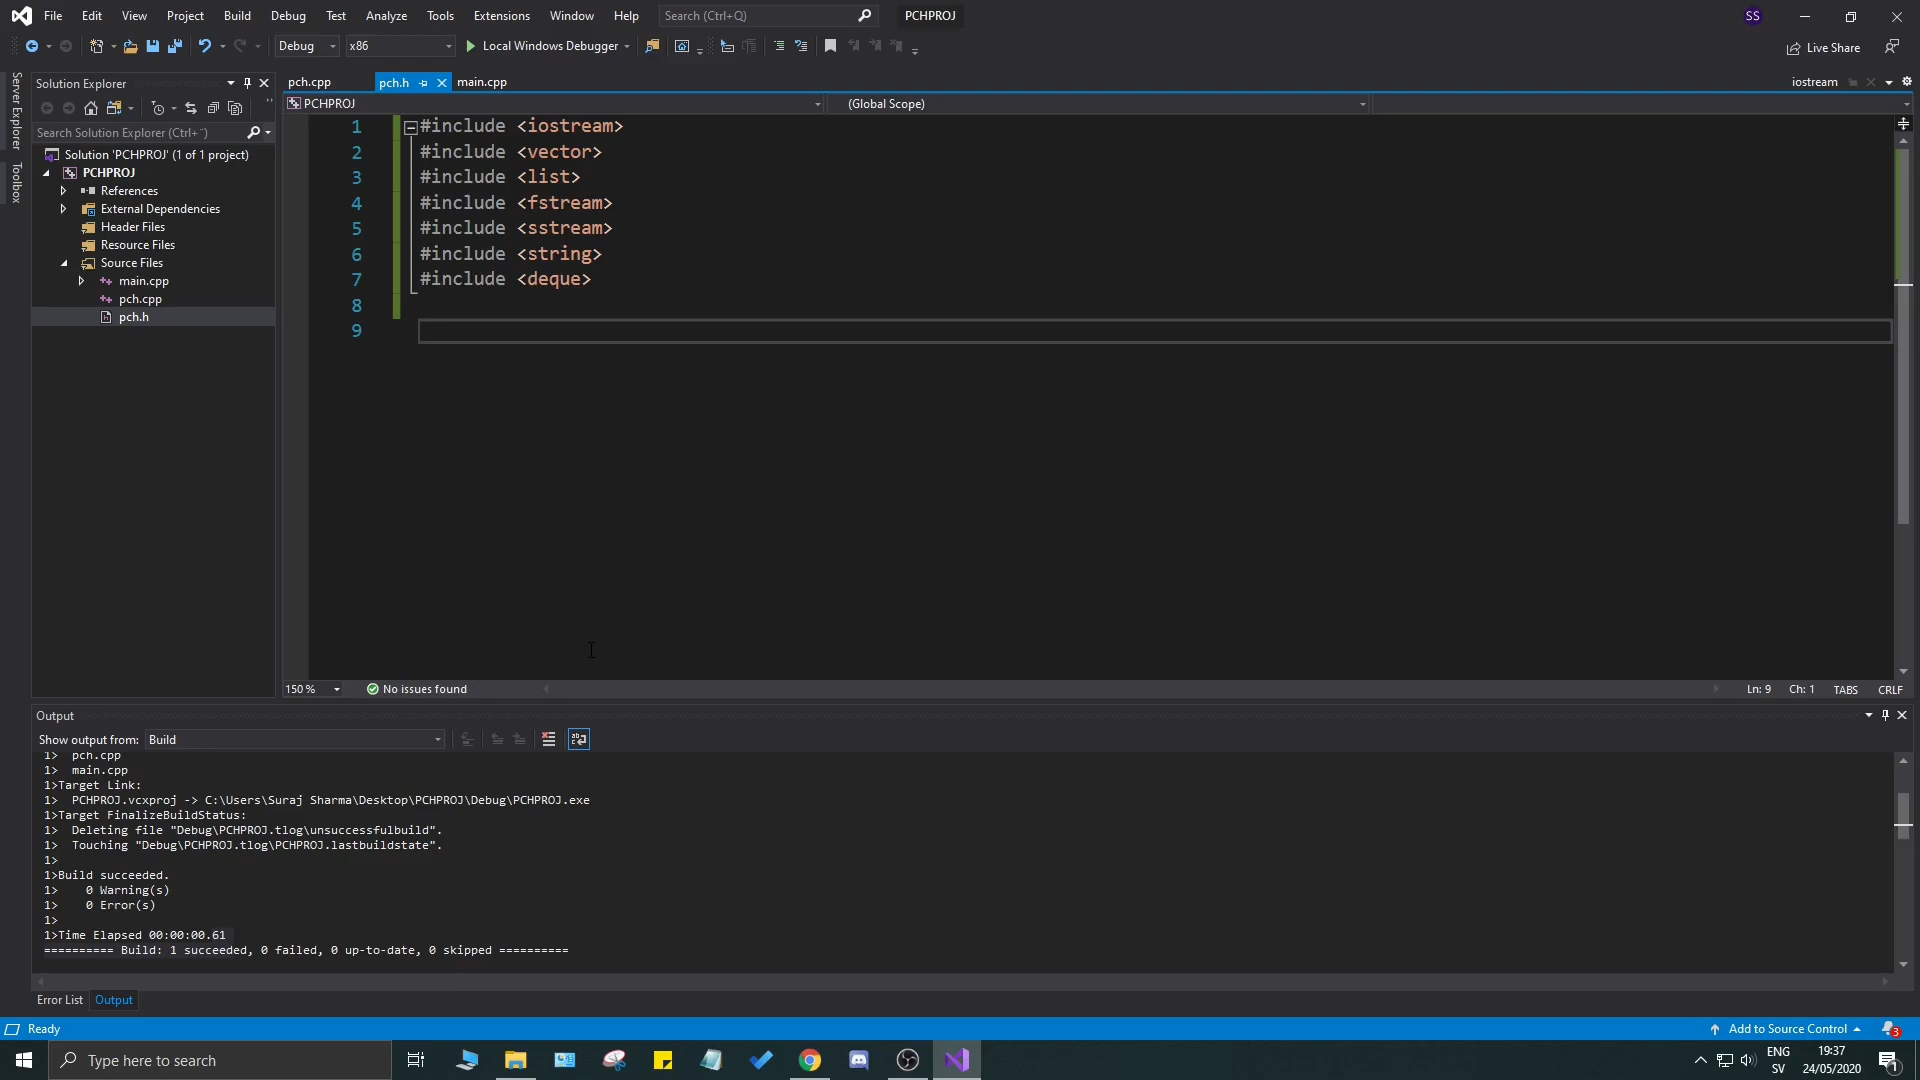 File Edit View Project Build Debug Test Analyze Tools Extensions Window Help Search (Ctrl+Q) PCHPROJ SS
Debug x86 Local Windows Debugger Live Share
Server Explorer
Toolbox
Solution Explorer
Search Solution Explorer (Ctrl+¨)
Solution 'PCHPROJ' (1 of 1 project)
PCHPROJ
References
External Dependencies
Header Files
Resource Files
Source Files
main.cpp
pch.cpp
pch.h
pch.cpp pch.h main.cpp iostream
PCHPROJ (Global Scope)
1 #include <iostream>
2 #include <vector>
3 #include <list>
4 #include <fstream>
5 #include <sstream>
6 #include <string>
7 #include <deque>
8
9
150 % No issues found Ln: 9 Ch: 1 TABS CRLF
Output
Show output from: Build
1> pch.cpp
1> main.cpp
1>Target Link:
1> PCHPROJ.vcxproj -> C:\Users\Suraj Sharma\Desktop\PCHPROJ\Debug\PCHPROJ.exe
1>Target FinalizeBuildStatus:
1> Deleting file "Debug\PCHPROJ.tlog\unsuccessfulbuild".
1> Touching "Debug\PCHPROJ.tlog\PCHPROJ.lastbuildstate".
1>
1>Build succeeded.
1> 0 Warning(s)
1> 0 Error(s)
1>
1>Time Elapsed 00:00:00.61
========== Build: 1 succeeded, 0 failed, 0 up-to-date, 0 skipped ==========
Error List Output
Ready Add to Source Control 3
Type here to search ENG 19:37
SV 24/05/2020 1